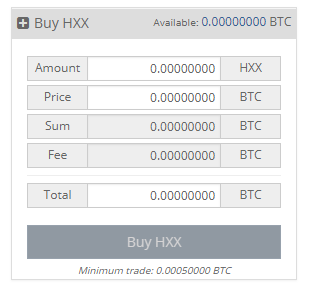 Buy HXX Available: 0.00000000 BTC
Amount 0.00000000 HXX
Price 0.00000000 BTC
Sum 0.00000000 BTC
Fee 0.00000000 BTC
Total 0.00000000 BTC
Buy HXX
Minimum trade: 0.00050000 BTC